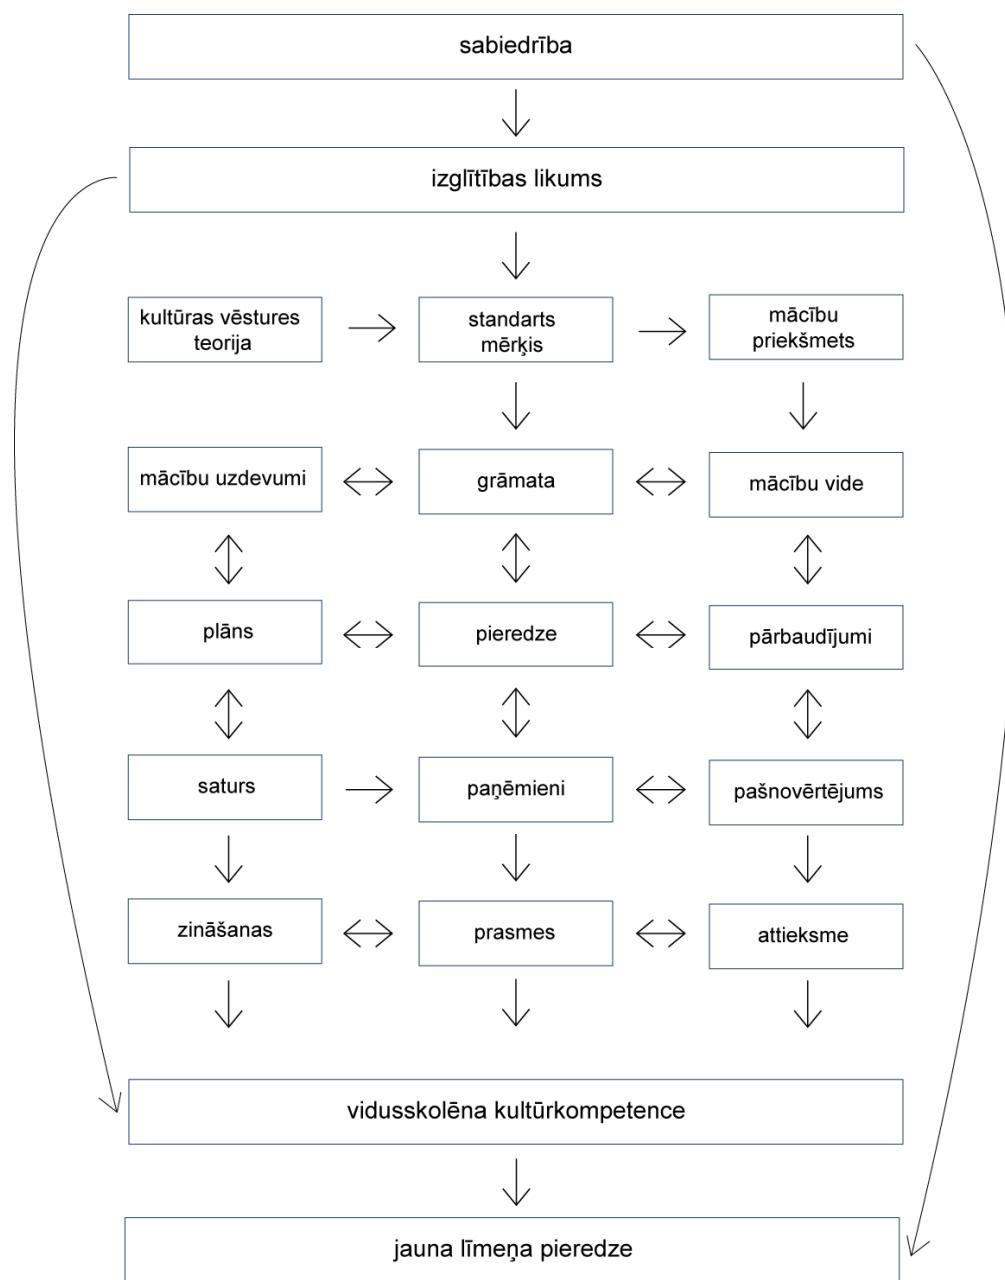 sabiedrība
izglītības likums
kultūras vēstures
teorija
standarts
mērķis
mācību
priekšmets
mācību uzdevumi
grāmata
mācību vide
plāns
pieredze
pārbaudījumi
saturs
paņēmieni
pašnovērtējums
zināšanas
prasmes
attieksme
vidusskolēna kultūrkompetence
jauna līmeņa pieredze